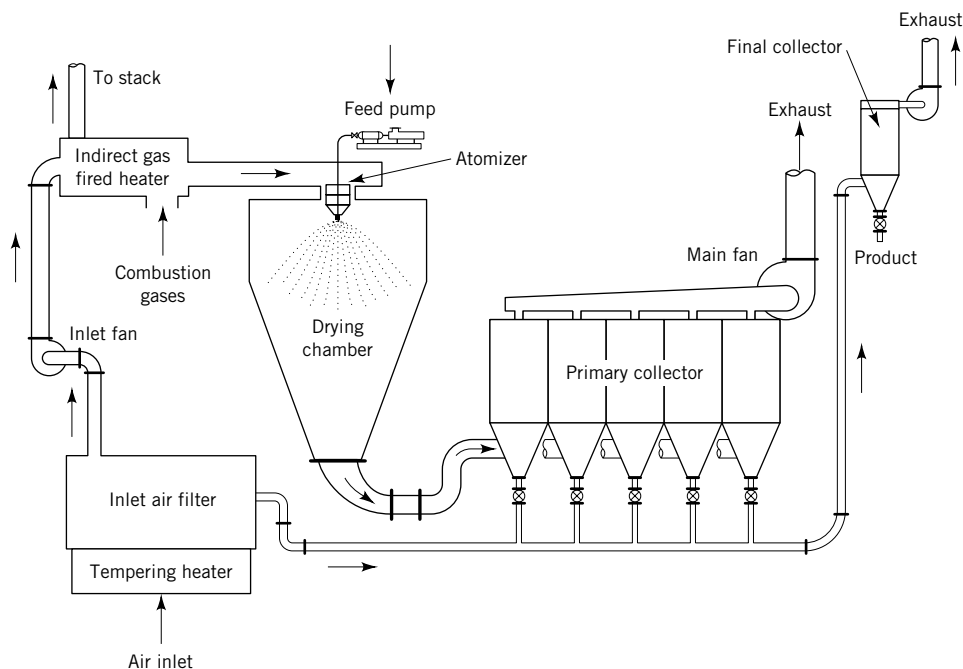 Exhaust
Final collector
To stack
Feed pump
Exhaust
Indirect gas
fired heater
Atomizer
Main fan
Product
Combustion
gases
Drying
chamber
Inlet fan
Primary collector
Inlet air filter
Tempering heater
Air inlet